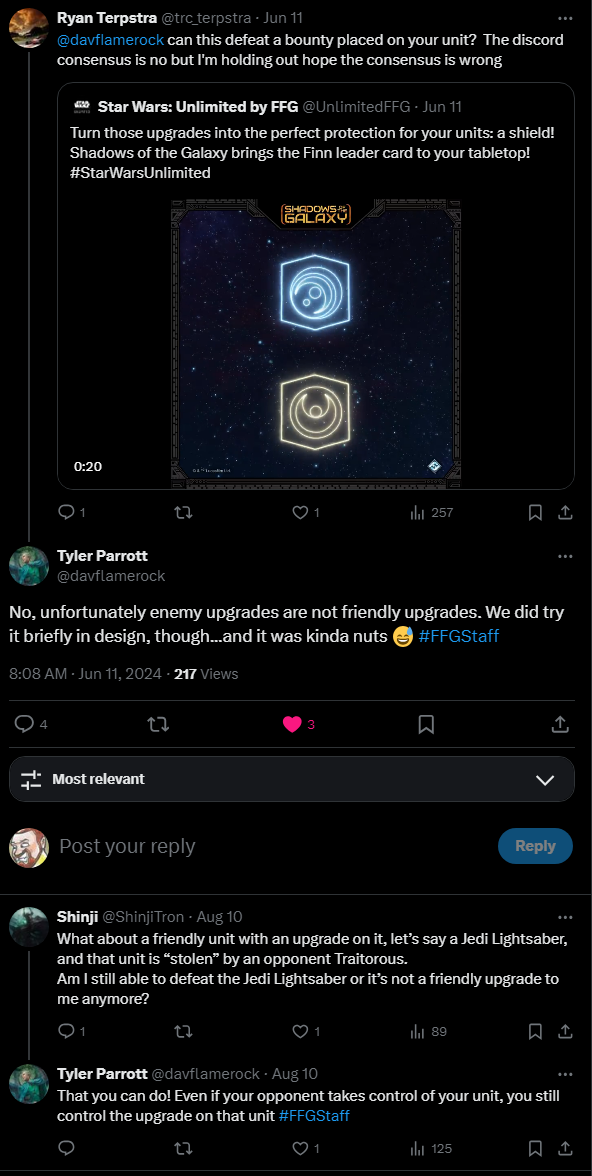 Ryan Terpstra @trc_terpstra · Jun 11
@davflamerock can this defeat a bounty placed on your unit? The discord
consensus is no but I'm holding out hope the consensus is wrong
STAR WARS Star Wars: Unlimited by FFG @UnlimitedFFG · Jun 11
Turn those upgrades into the perfect protection for your units: a shield!
Shadows of the Galaxy brings the Finn leader card to your tabletop!
#StarWarsUnlimited
SHADOWS OF THE
GALAXY
0:20
1
1
257
Tyler Parrott
@davflamerock
No, unfortunately enemy upgrades are not friendly upgrades. We did try
it briefly in design, though...and it was kinda nuts 😅 #FFGStaff
8:08 AM · Jun 11, 2024 · 217 Views
4
3
Most relevant
Post your reply
Reply
Shinji @ShinjiTron · Aug 10
What about a friendly unit with an upgrade on it, let's say a Jedi Lightsaber,
and that unit is “stolen” by an opponent Traitorous.
Am I still able to defeat the Jedi Lightsaber or it's not a friendly upgrade to
me anymore?
1
1
89
Tyler Parrott @davflamerock · Aug 10
That you can do! Even if your opponent takes control of your unit, you still
control the upgrade on that unit #FFGStaff
1
125